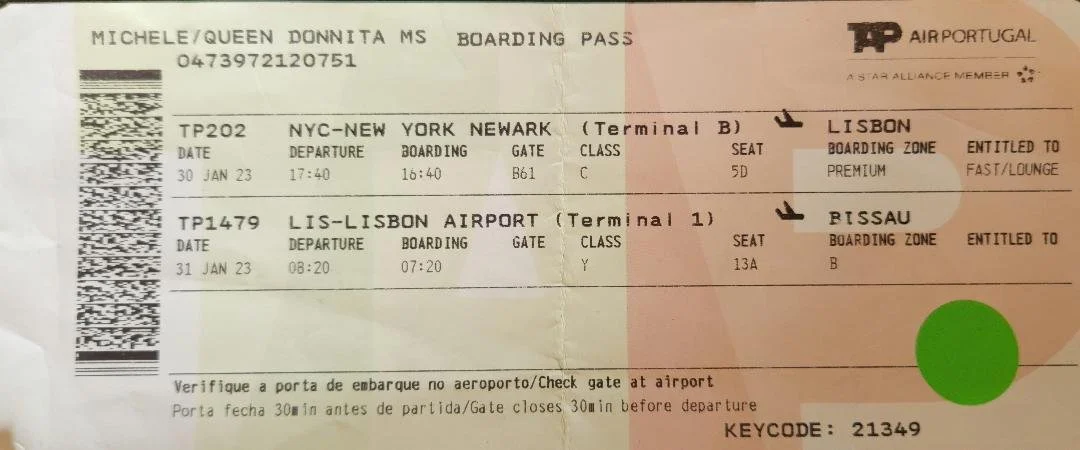 MICHELE/QUEEN DONNITA MS BOARDING PASS
0473972120751
TAP AIRPORTUGAL
A STAR ALLIANCE MEMBER
TP202 NYC-NEW YORK NEWARK (Terminal B) LISBON
DATE DEPARTURE BOARDING GATE CLASS SEAT BOARDING ZONE ENTITLED TO
30 JAN 23 17:40 16:40 B61 C 5D PREMIUM FAST/LOUNGE
TP1479 LIS-LISBON AIRPORT (Terminal 1) BISSAU
DATE DEPARTURE BOARDING GATE CLASS SEAT BOARDING ZONE ENTITLED TO
31 JAN 23 08:20 07:20 Y 13A B
Verifique a porta de embarque no aeroporto/Check gate at airport
Porta fecha 30min antes de partida/Gate closes 30min before departure
KEYCODE: 21349